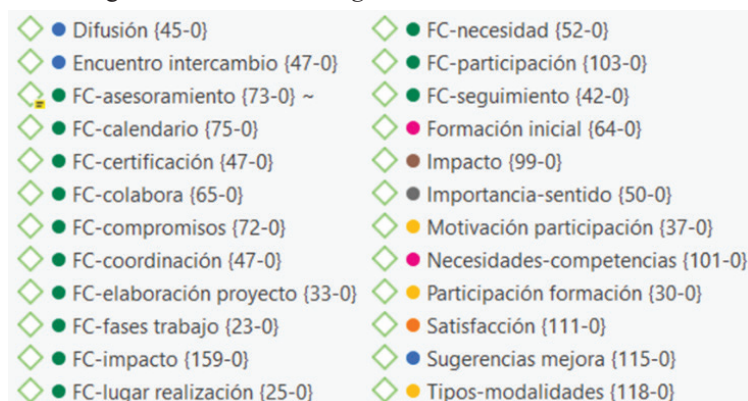 Difusión {45-0}
Encuentro intercambio {47-0}
FC-asesoramiento {73-0} ~
FC-calendario {75-0}
FC-certificación {47-0}
FC-colabora {65-0}
FC-compromisos {72-0}
FC-coordinación {47-0}
FC-elaboración proyecto {33-0}
FC-fases trabajo {23-0}
FC-impacto {159-0}
FC-lugar realización {25-0}
FC-necesidad {52-0}
FC-participación {103-0}
FC-seguimiento {42-0}
Formación inicial {64-0}
Impacto {99-0}
Importancia-sentido {50-0}
Motivación participación {37-0}
Necesidades-competencias {101-0}
Participación formación {30-0}
Satisfacción {111-0}
Sugerencias mejora {115-0}
Tipos-modalidades {118-0}